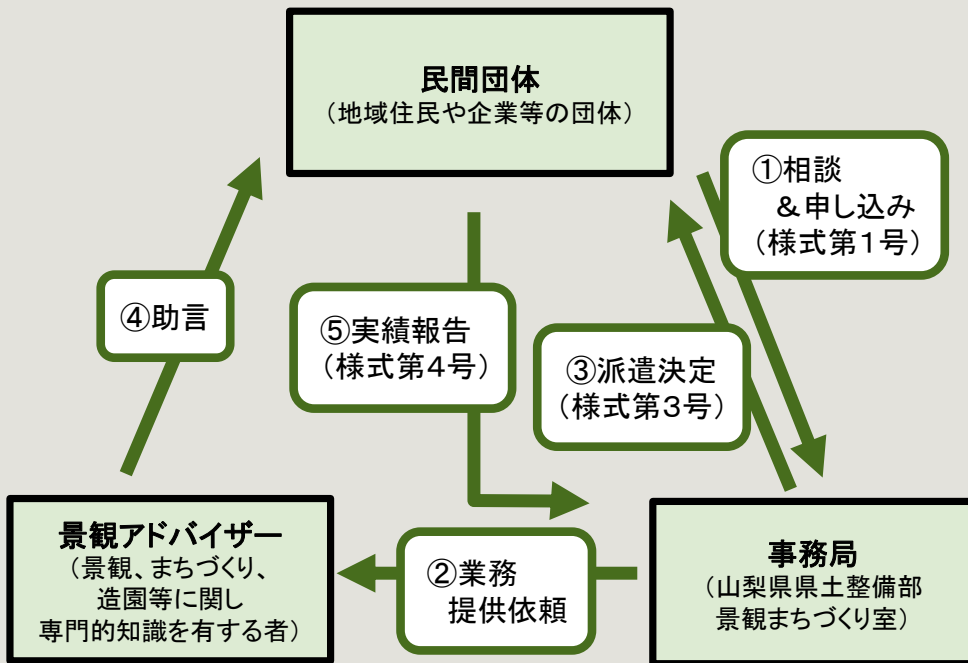 民間団体
（地域住民や企業等の団体）
①相談
＆申し込み
（様式第１号）
④助言
⑤実績報告
（様式第４号）
③派遣決定
（様式第３号）
景観アドバイザー
（景観、まちづくり、
造園等に関し
専門的知識を有する者）
②業務
提供依頼
事務局
（山梨県県土整備部
景観まちづくり室）